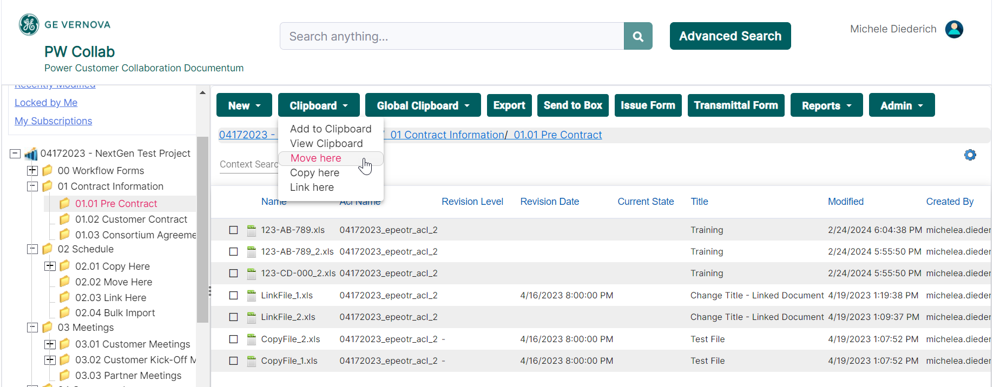 GE VERNOVA
PW Collab
Power Customer Collaboration Documentum
Search anything...
Advanced Search
Michele Diederich
Recently Modified
Locked by Me
My Subscriptions
04172023 - NextGen Test Project
00 Workflow Forms
01 Contract Information
01.01 Pre Contract
01.02 Customer Contract
01.03 Consortium Agreeme
02 Schedule
02.01 Copy Here
02.02 Move Here
02.03 Link Here
02.04 Bulk Import
03 Meetings
03.01 Customer Meetings
03.02 Customer Kick-Off M
03.03 Partner Meetings
New Clipboard Global Clipboard Export Send to Box Issue Form Transmittal Form Reports Admin
Add to Clipboard
View Clipboard
Move here
Copy here
Link here
04172023 - / 01 Contract Information/ 01.01 Pre Contract
Context Searc
Name Acl Name Revision Level Revision Date Current State Title Modified Created By
123-AB-789.xls 04172023_epeotr_acl_2 Training 2/24/2024 6:04:38 PM michelea.dieder
123-AB-789_2.xls 04172023_epeotr_acl_2 Training 2/24/2024 5:55:50 PM michelea.dieder
123-CD-000_2.xls 04172023_epeotr_acl_2 Training 2/24/2024 5:55:50 PM michelea.dieder
LinkFile_1.xls 04172023_epeotr_acl_2 4/16/2023 8:00:00 PM Change Title - Linked Document 4/19/2023 1:19:38 PM michelea.dieder
LinkFile_2.xls 04172023_epeotr_acl_2 Change Title - Linked Document 4/19/2023 1:09:37 PM michelea.dieder
CopyFile_2.xls 04172023_epeotr_acl_2 - 4/16/2023 8:00:00 PM Test File 4/19/2023 1:07:52 PM michelea.dieder
CopyFile_1.xls 04172023_epeotr_acl_2 - 4/16/2023 8:00:00 PM Test File 4/19/2023 1:07:52 PM michelea.dieder